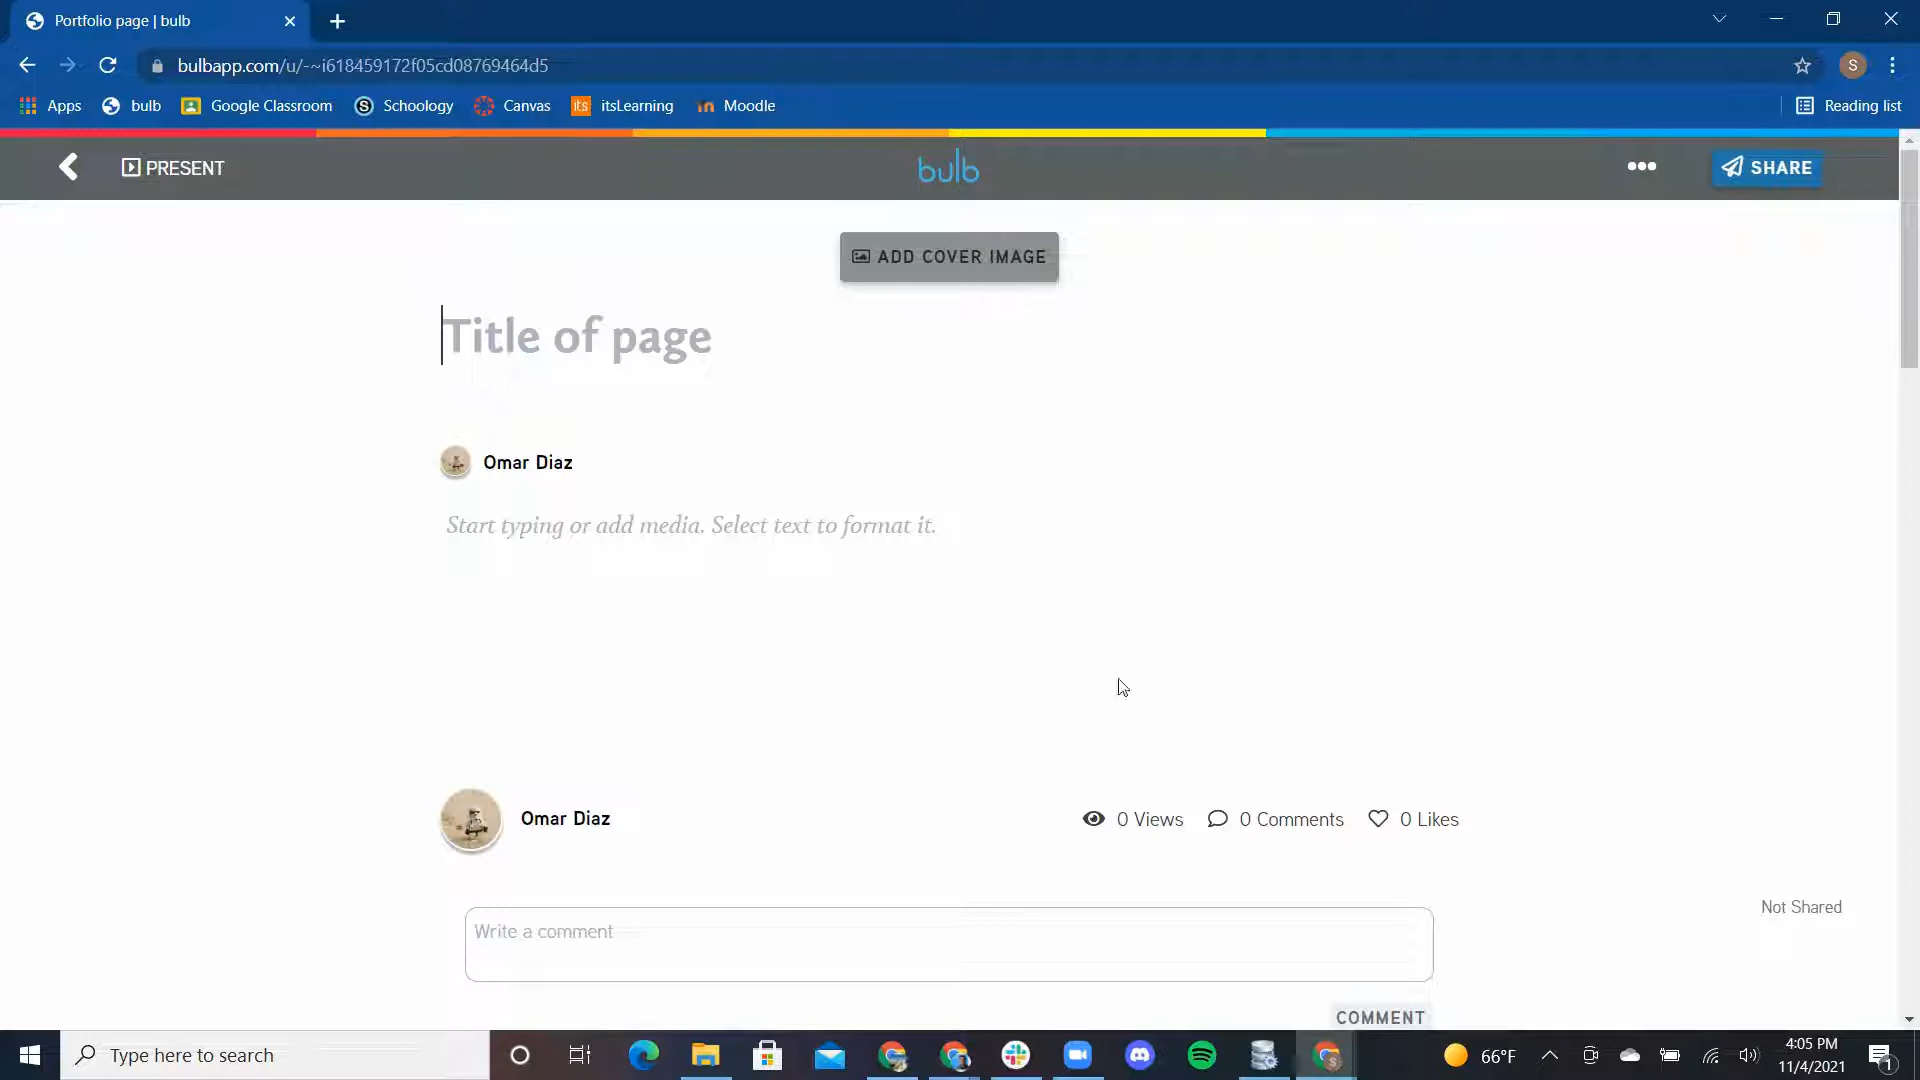 Portfolio page | bulb
bulbapp.com/u/-~i618459172f05cd08769464d5
S
Apps
bulb
Google Classroom
S Schoology
Canvas
its itsLearning
m Moodle
Reading list
PRESENT
bulb
SHARE
ADD COVER IMAGE
Title of page
Omar Diaz
Start typing or add media. Select text to format it.
Omar Diaz
0 Views
0 Comments
0 Likes
Not Shared
Write a comment
COMMENT
Type here to search
66°F
4:05 PM
11/4/2021
1